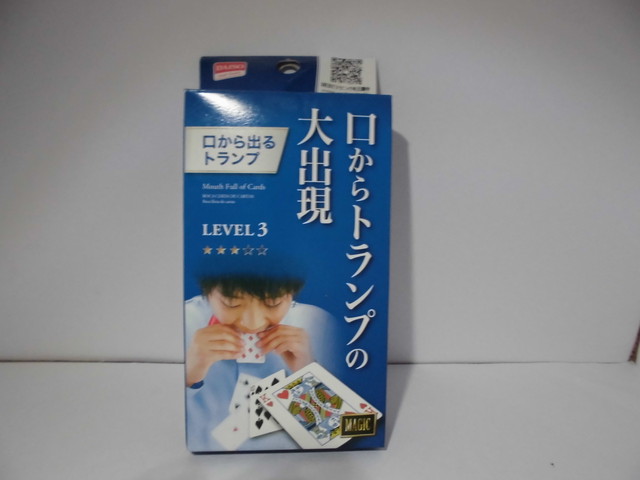 DAISO
口からトランプの
大出現
口から出る
トランプ
Mouth Full of Cards
LEVEL 3
MAGIC